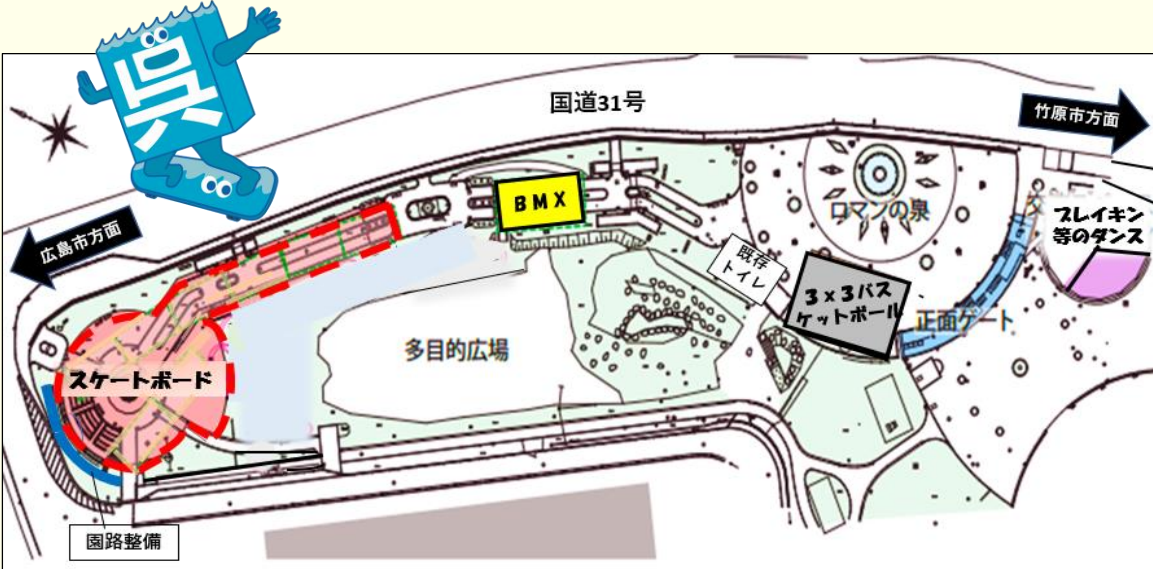 呉
国道31号
竹原市方面
広島市方面
BMX
ロマンの泉
ブレイキン
等のダンス
既存
トイレ
3×3バス
ケットボール
正面ゲート
多目的広場
スケートボード
園路整備